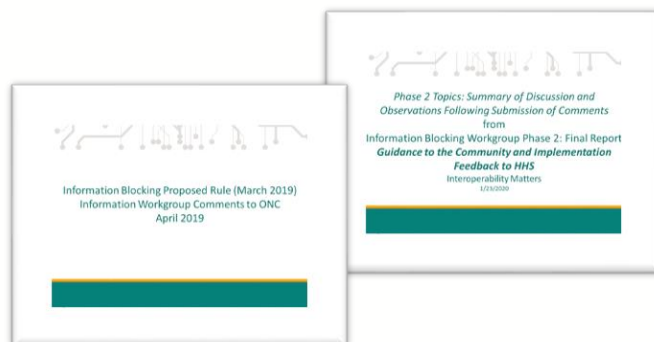 Information Blocking Proposed Rule (March 2019)
Information Workgroup Comments to ONC
April 2019
Phase 2 Topics: Summary of Discussion and
Observations Following Submission of Comments
from
Information Blocking Workgroup Phase 2: Final Report
Guidance to the Community and Implementation
Feedback to HHS
Interoperability Matters
1/23/2020